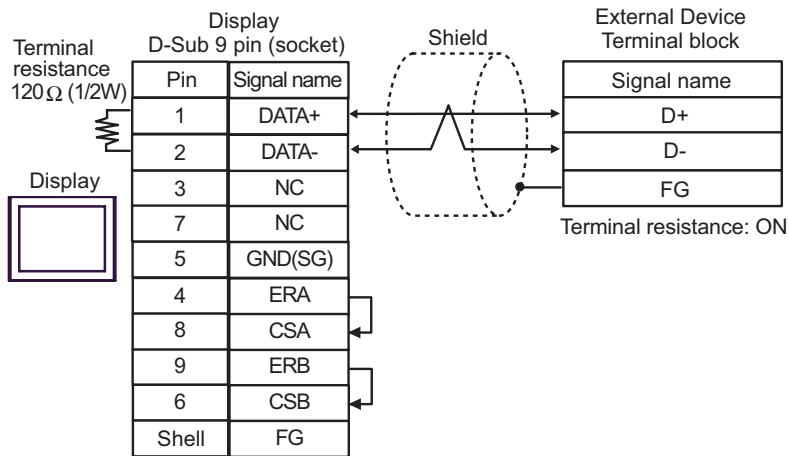 Display
D-Sub 9 pin (socket)
Terminal
resistance
120Ω (1/2W)
Shield
External Device
Terminal block
Pin Signal name
1 DATA+
2 DATA-
3 NC
7 NC
5 GND(SG)
4 ERA
8 CSA
9 ERB
6 CSB
Shell FG
Display
Signal name
D+
D-
FG
Terminal resistance: ON